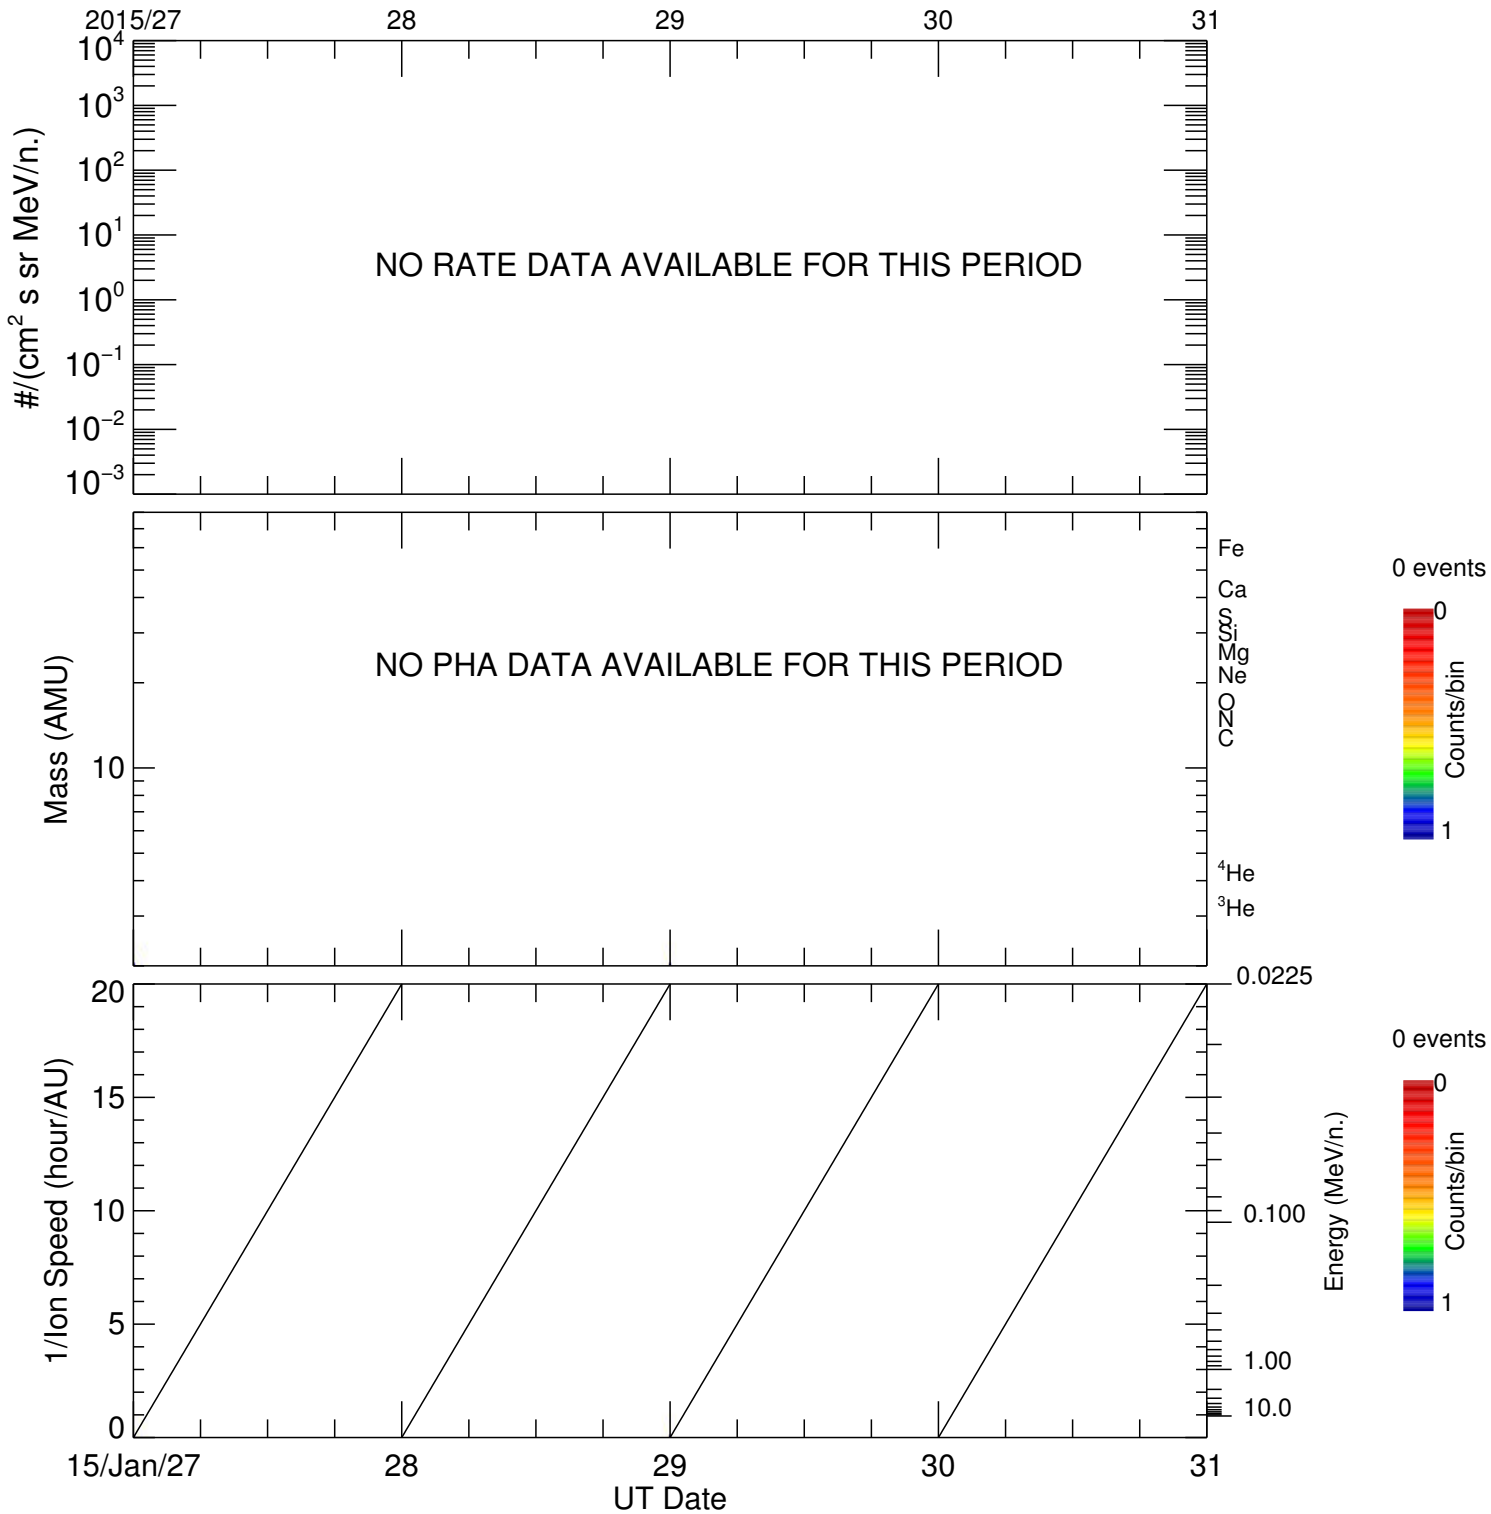 2015/27 28 29 30 31
10^4
10^3
10^2
10^1
10^0
10^−1
10^−2
10^−3
#/(cm^2 s sr MeV/n.)
NO RATE DATA AVAILABLE FOR THIS PERIOD
Mass (AMU)
10
NO PHA DATA AVAILABLE FOR THIS PERIOD
Fe
Ca
S
Si
Mg
Ne
O
N
C
^4He
^3He
0 events
0
Counts/bin
1
1/Ion Speed (hour/AU)
20
15
10
5
0
0.0225
0.100
1.00
10.0
Energy (MeV/n.)
0 events
0
Counts/bin
1
15/Jan/27 28 29 30 31
UT Date